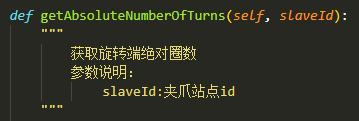 def getAbsoluteNumberOfTurns(self, slaveId):
"""
获取旋转端绝对圈数
参数说明:
slaveId:夹爪站点id
"""